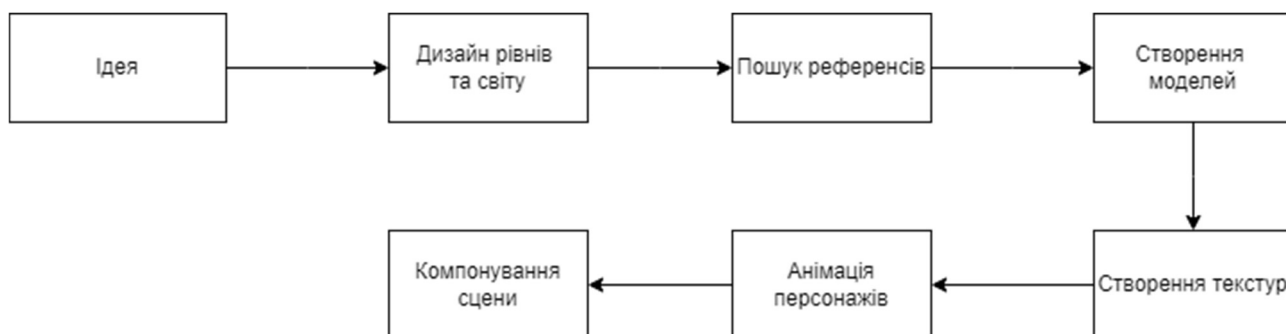 Ідея
Дизайн рівнів
та світу
Пошук референсів
Створення
моделей
Створення текстур
Анімація
персонажів
Компонування
сцени